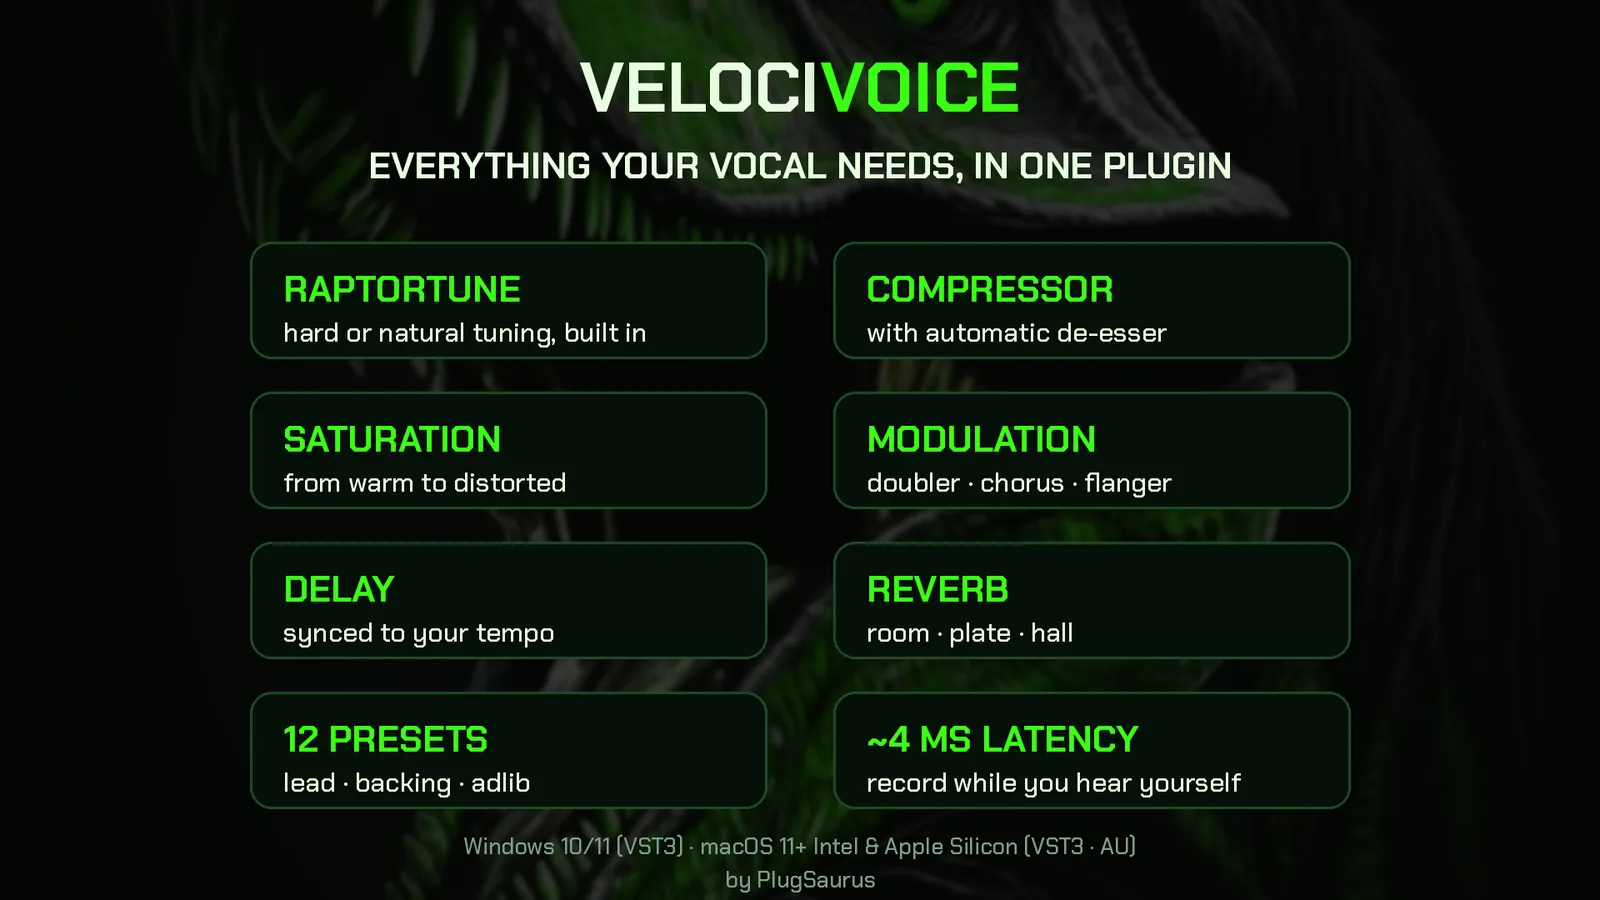 VELOCIVOICE
EVERYTHING YOUR VOCAL NEEDS, IN ONE PLUGIN
RAPTORTUNE
hard or natural tuning, built in
COMPRESSOR
with automatic de-esser
SATURATION
from warm to distorted
MODULATION
doubler · chorus · flanger
DELAY
synced to your tempo
REVERB
room · plate · hall
12 PRESETS
lead · backing · adlib
~4 MS LATENCY
record while you hear yourself
Windows 10/11 (VST3) · macOS 11+ Intel & Apple Silicon (VST3 · AU)
by PlugSaurus